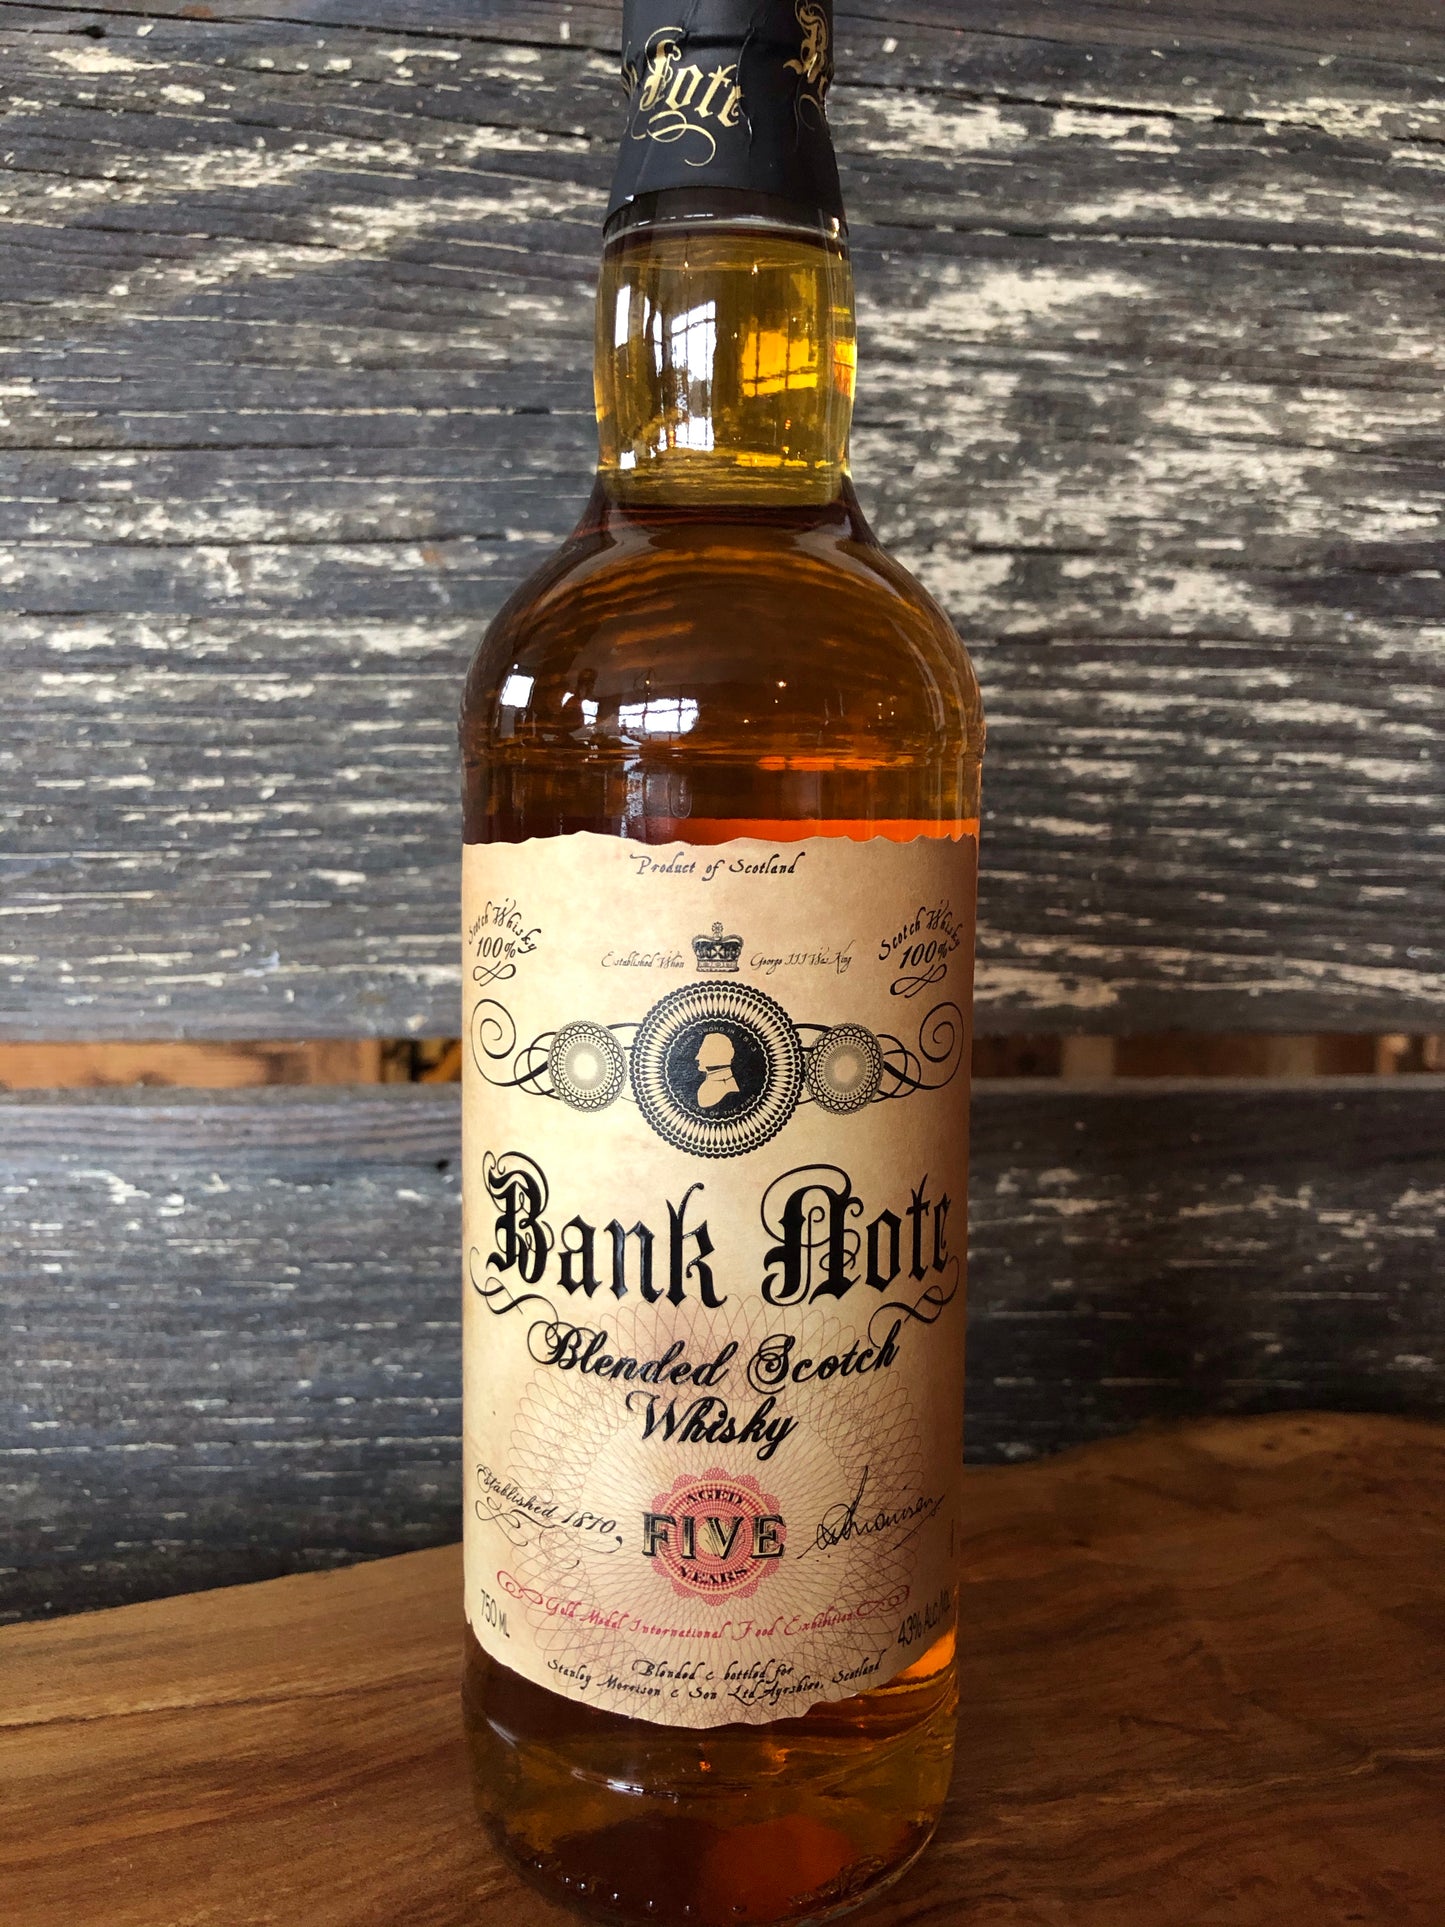 Note
Product of Scotland
Scotch Whisky
100%
Scotch Whisky
100%
Established When
George III Was King
Bank Note
Blended Scotch
Whisky
Established 1870
AGED
FIVE
YEARS
Gold Medal International Food Exhibition
750 ML
43% ALC/VOL
Blended & bottled for
Stanley Morrison & Son Ltd Ayrshire, Scotland